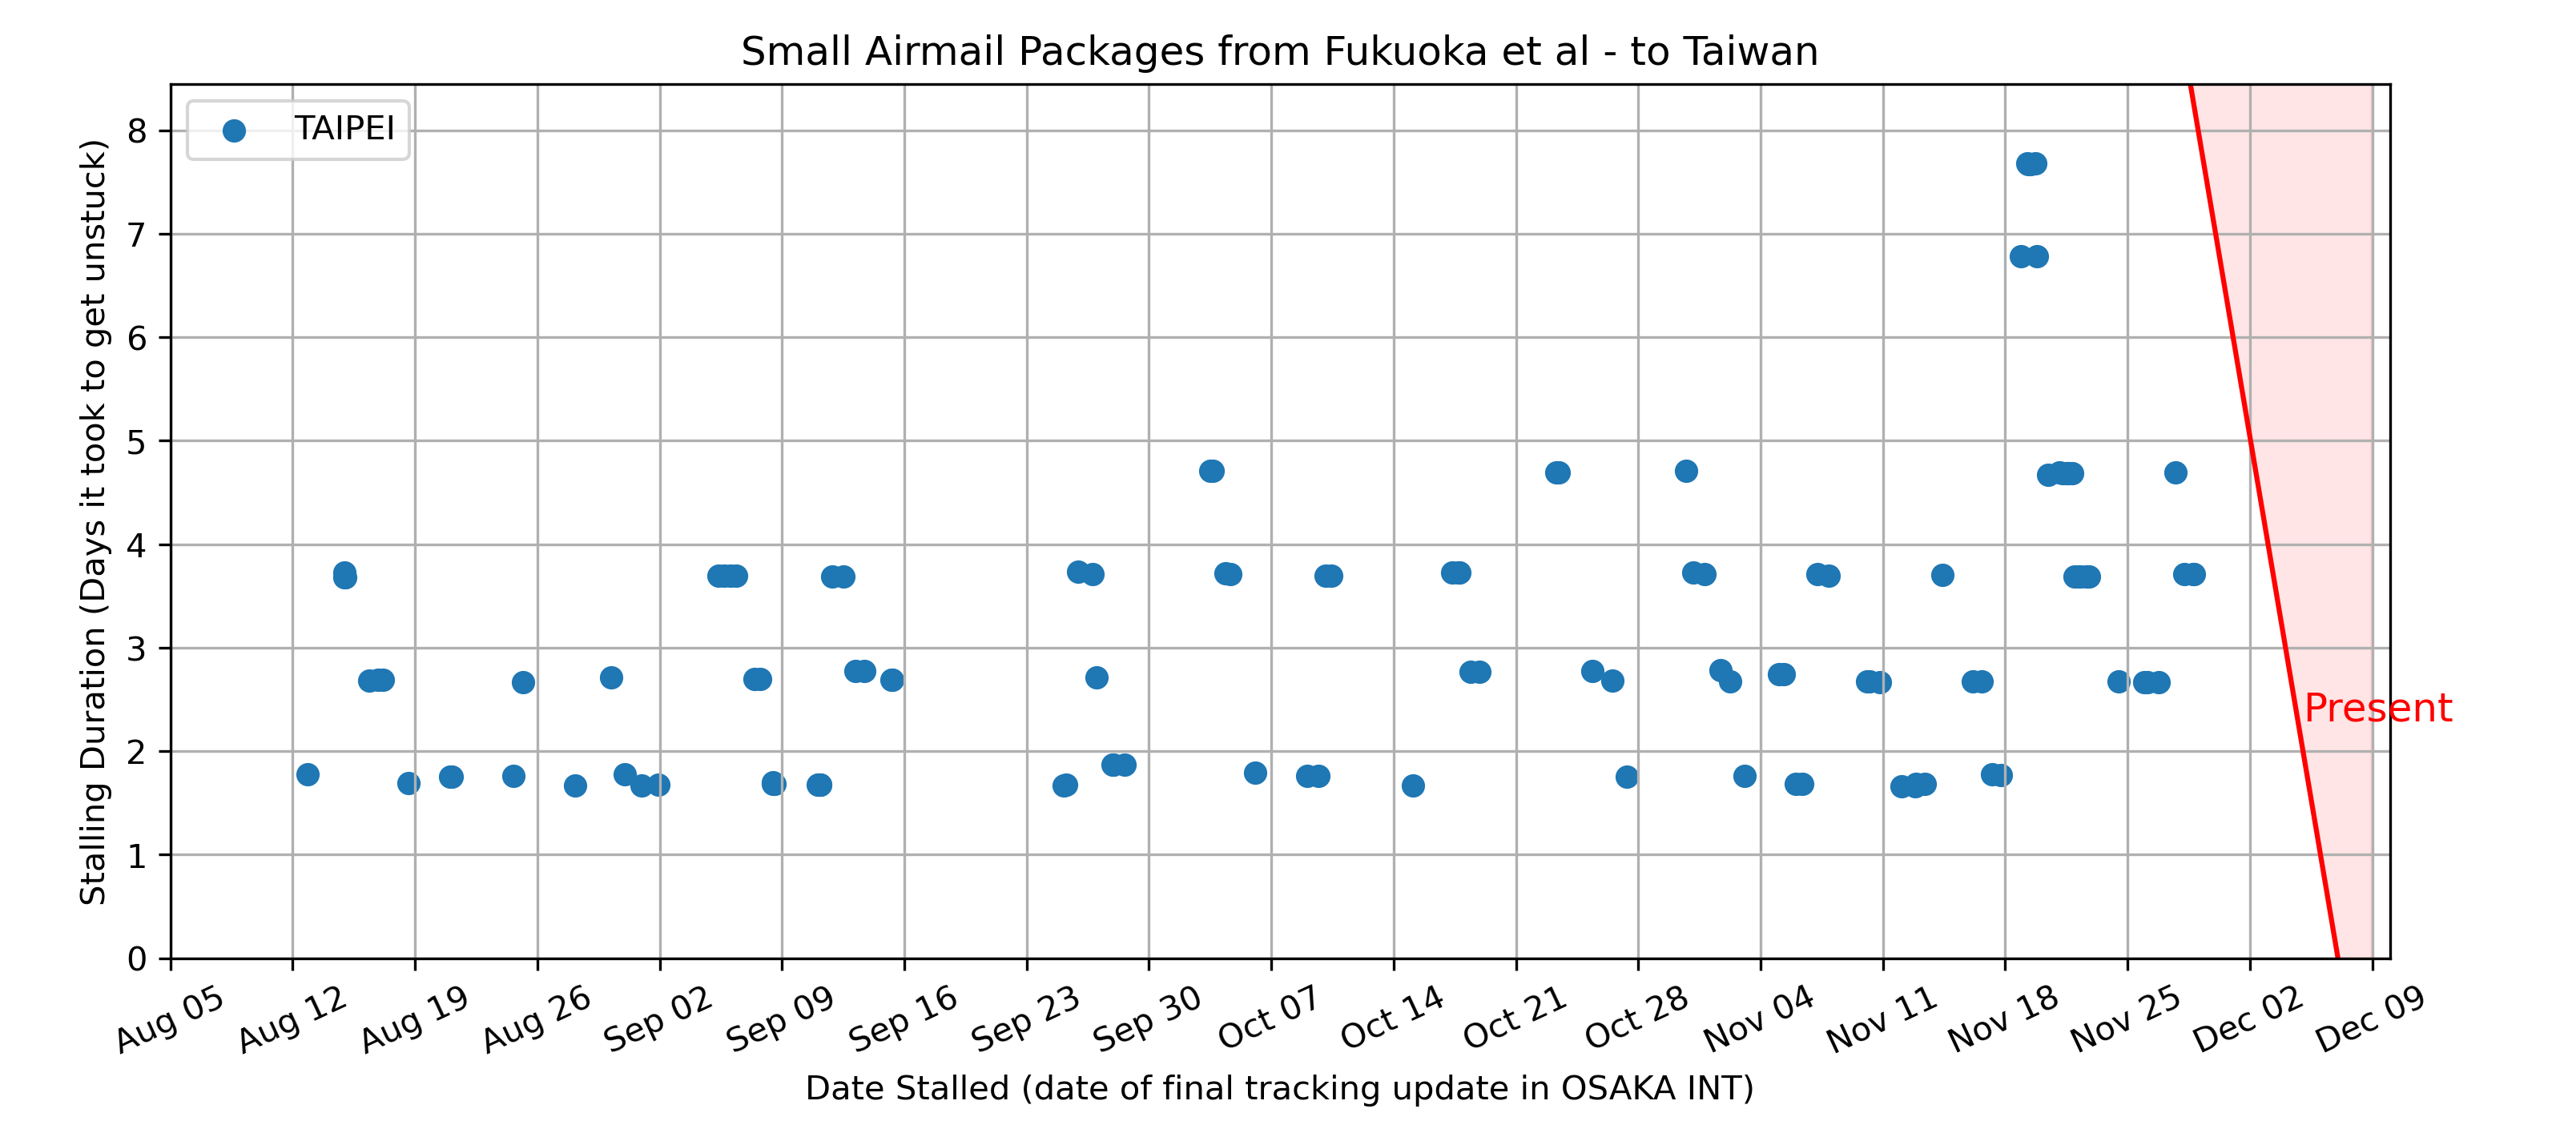 Small Airmail Packages from Fukuoka et al - to Taiwan
TAIPEI
Stalling Duration (Days it took to get unstuck)
8
7
6
5
4
3
2
1
0
Present
Aug 05
Aug 12
Aug 19
Aug 26
Sep 02
Sep 09
Sep 16
Sep 23
Sep 30
Oct 07
Oct 14
Oct 21
Oct 28
Nov 04
Nov 11
Nov 18
Nov 25
Dec 02
Dec 09
Date Stalled (date of final tracking update in OSAKA INT)